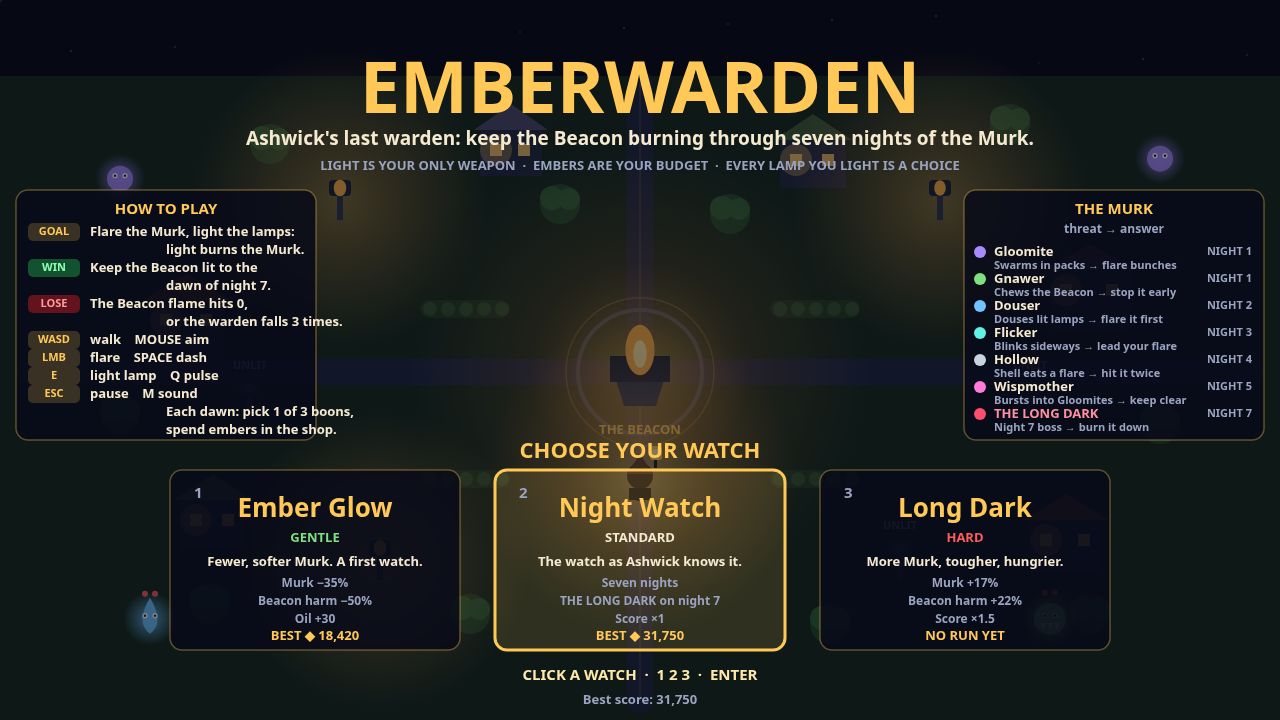 EMBERWARDEN
Ashwick's last warden: keep the Beacon burning through seven nights of the Murk.
LIGHT IS YOUR ONLY WEAPON · EMBERS ARE YOUR BUDGET · EVERY LAMP YOU LIGHT IS A CHOICE
HOW TO PLAY
GOAL Flare the Murk, light the lamps:
light burns the Murk.
WIN Keep the Beacon lit to the
dawn of night 7.
LOSE The Beacon flame hits 0,
or the warden falls 3 times.
WASD walk MOUSE aim
LMB flare SPACE dash
E light lamp Q pulse
ESC pause M sound
Each dawn: pick 1 of 3 boons,
spend embers in the shop.
UNLIT
THE MURK
threat → answer
Gloomite NIGHT 1
Swarms in packs → flare bunches
Gnawer NIGHT 1
Chews the Beacon → stop it early
Douser NIGHT 2
Douses lit lamps → flare it first
Flicker NIGHT 3
Blinks sideways → lead your flare
Hollow NIGHT 4
Shell eats a flare → hit it twice
Wispmother NIGHT 5
Bursts into Gloomites → keep clear
THE LONG DARK NIGHT 7
Night 7 boss → burn it down
THE BEACON
CHOOSE YOUR WATCH
1
Ember Glow
GENTLE
Fewer, softer Murk. A first watch.
Murk −35%
Beacon harm −50%
Oil +30
BEST ◆ 18,420
2
Night Watch
STANDARD
The watch as Ashwick knows it.
Seven nights
THE LONG DARK on night 7
Score ×1
BEST ◆ 31,750
3
Long Dark
UNLIT
HARD
More Murk, tougher, hungrier.
Murk +17%
Beacon harm +22%
Score ×1.5
NO RUN YET
CLICK A WATCH · 1 2 3 · ENTER
Best score: 31,750